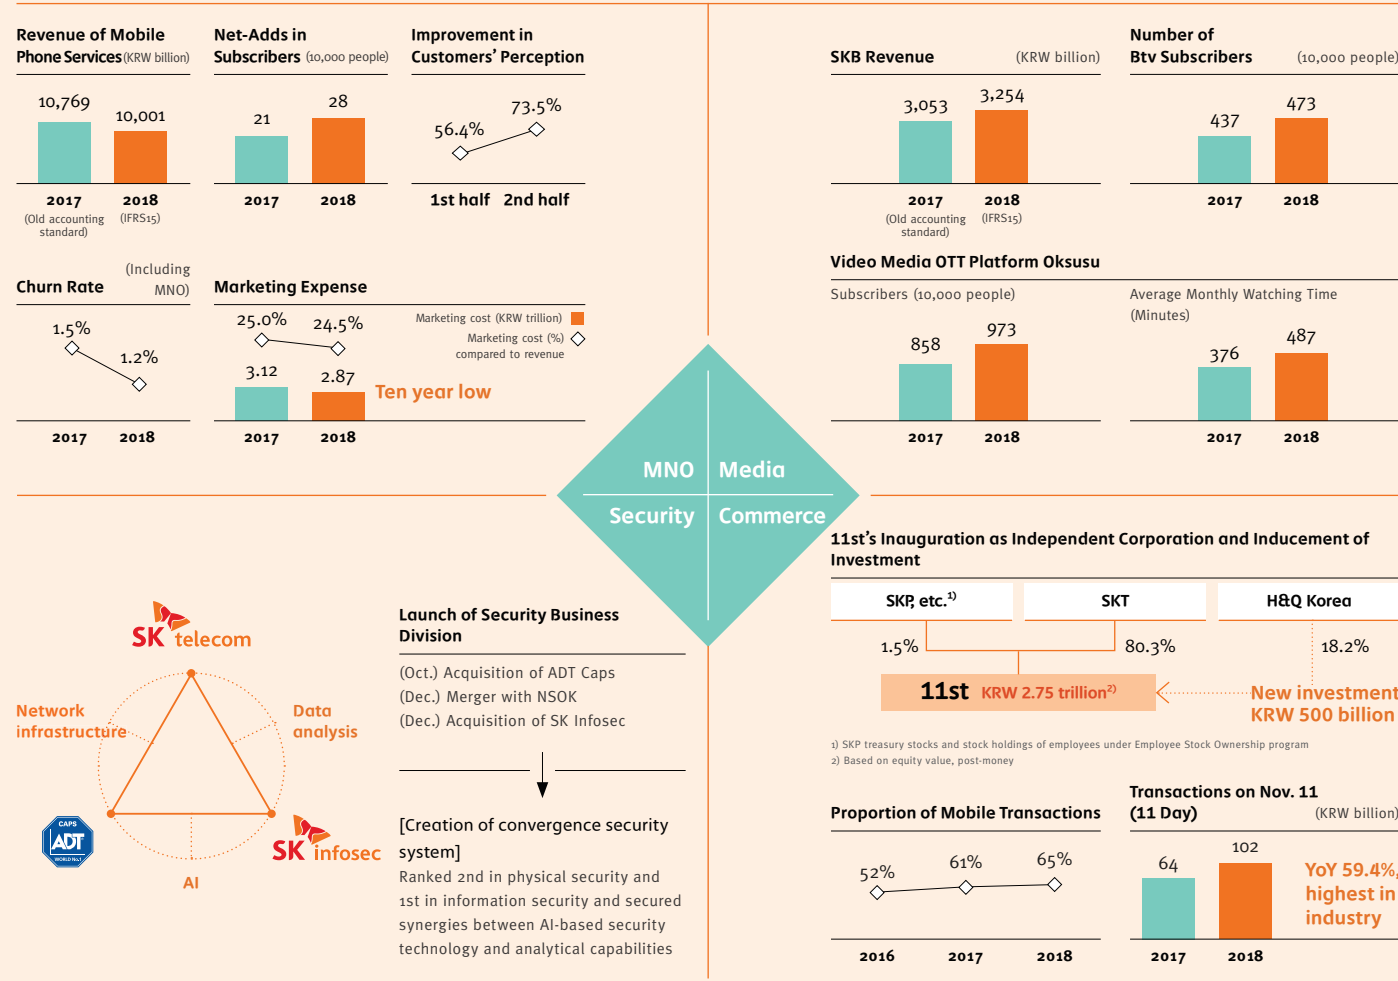 Revenue of Mobile
Phone Services (KRW billion)
10,769
10,001
2017
2018
(Old accounting
standard)
(IFRS15)
Net-Adds in
Subscribers (10,000 people)
21
28
2017
2018
Improvement in
Customers' Perception
56.4%
73.5%
1st half
2nd half
Churn Rate
(Including
MNO)
1.5%
1.2%
2017
2018
Marketing Expense
25.0%
24.5%
Marketing cost (KRW trillion)
Marketing cost (%)
compared to revenue
3.12
2.87
Ten year low
2017
2018
SKB Revenue
(KRW billion)
3,053
3,254
2017
2018
(Old accounting
standard)
(IFRS15)
Number of
Btv Subscribers
(10,000 people)
437
473
2017
2018
Video Media OTT Platform Oksusu
Subscribers (10,000 people)
858
973
2017
2018
Average Monthly Watching Time
(Minutes)
376
487
2017
2018
MNO
Media
Security
Commerce
SK telecom
Network
infrastructure
Data
analysis
CAPS
ADT
WORLD No.1
SK infosec
AI
Launch of Security Business
Division
(Oct.) Acquisition of ADT Caps
(Dec.) Merger with NSOK
(Dec.) Acquisition of SK Infosec
[Creation of convergence security
system]
Ranked 2nd in physical security and
1st in information security and secured
synergies between AI-based security
technology and analytical capabilities
11st's Inauguration as Independent Corporation and Inducement of
Investment
SKP, etc.1)
SKT
H&Q Korea
1.5%
80.3%
18.2%
11st KRW 2.75 trillion2)
New investment
KRW 500 billion
1) SKP treasury stocks and stock holdings of employees under Employee Stock Ownership program
2) Based on equity value, post-money
Proportion of Mobile Transactions
52%
61%
65%
2016
2017
2018
Transactions on Nov. 11
(11 Day)
(KRW billion)
64
102
YoY 59.4%,
highest in
industry
2017
2018